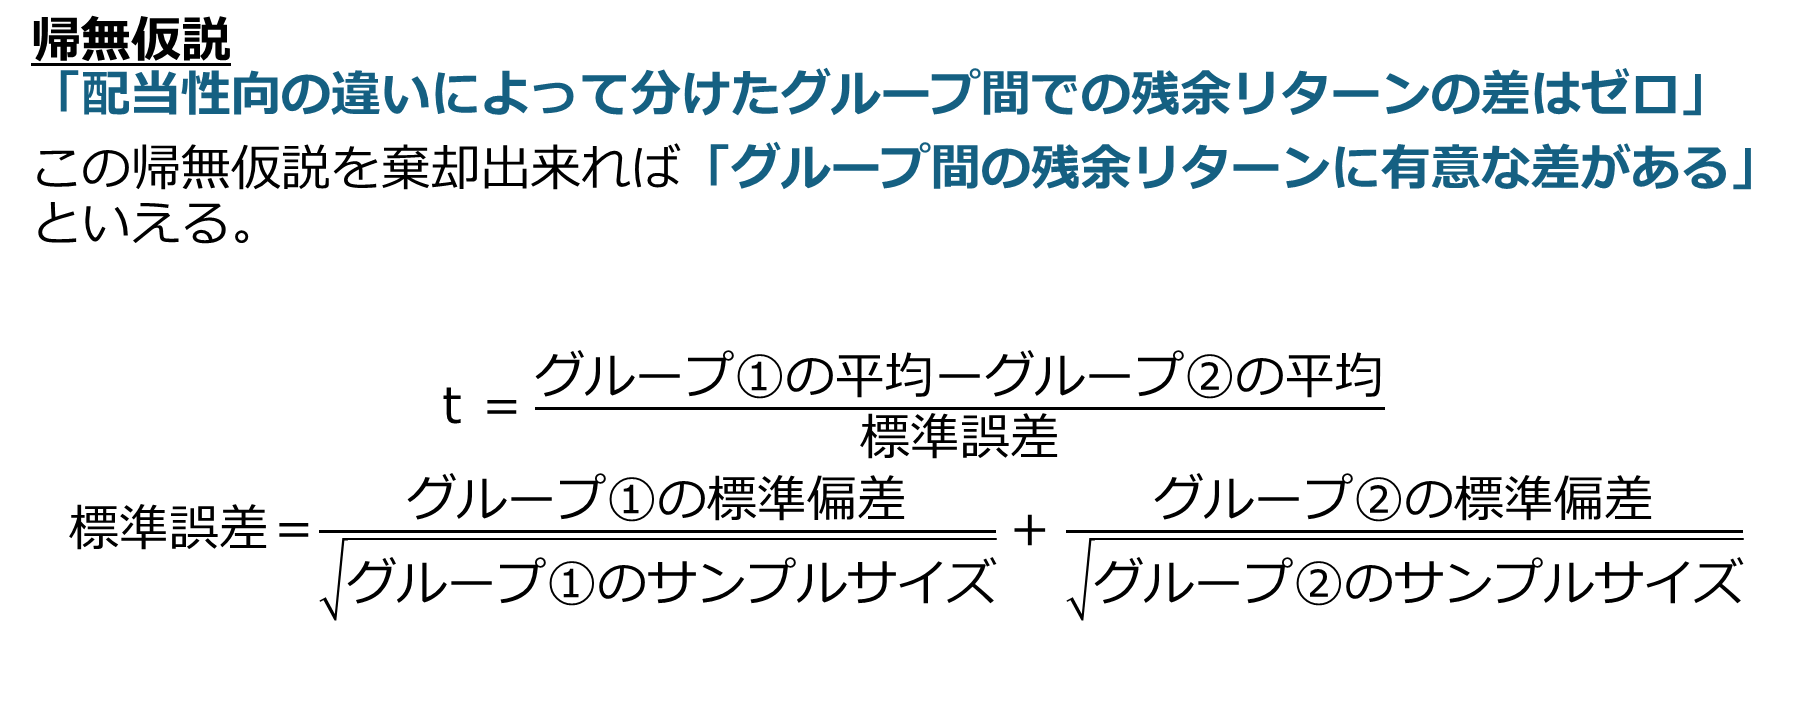 帰無仮説
「配当性向の違いによって分けたグループ間での残余リターンの差はゼロ」
この帰無仮説を棄却出来れば「グループ間の残余リターンに有意な差がある」
といえる。
t = グループ①の平均－グループ②の平均
標準誤差
標準誤差＝グループ①の標準偏差 + グループ②の標準偏差
√グループ①のサンプルサイズ √グループ②のサンプルサイズ